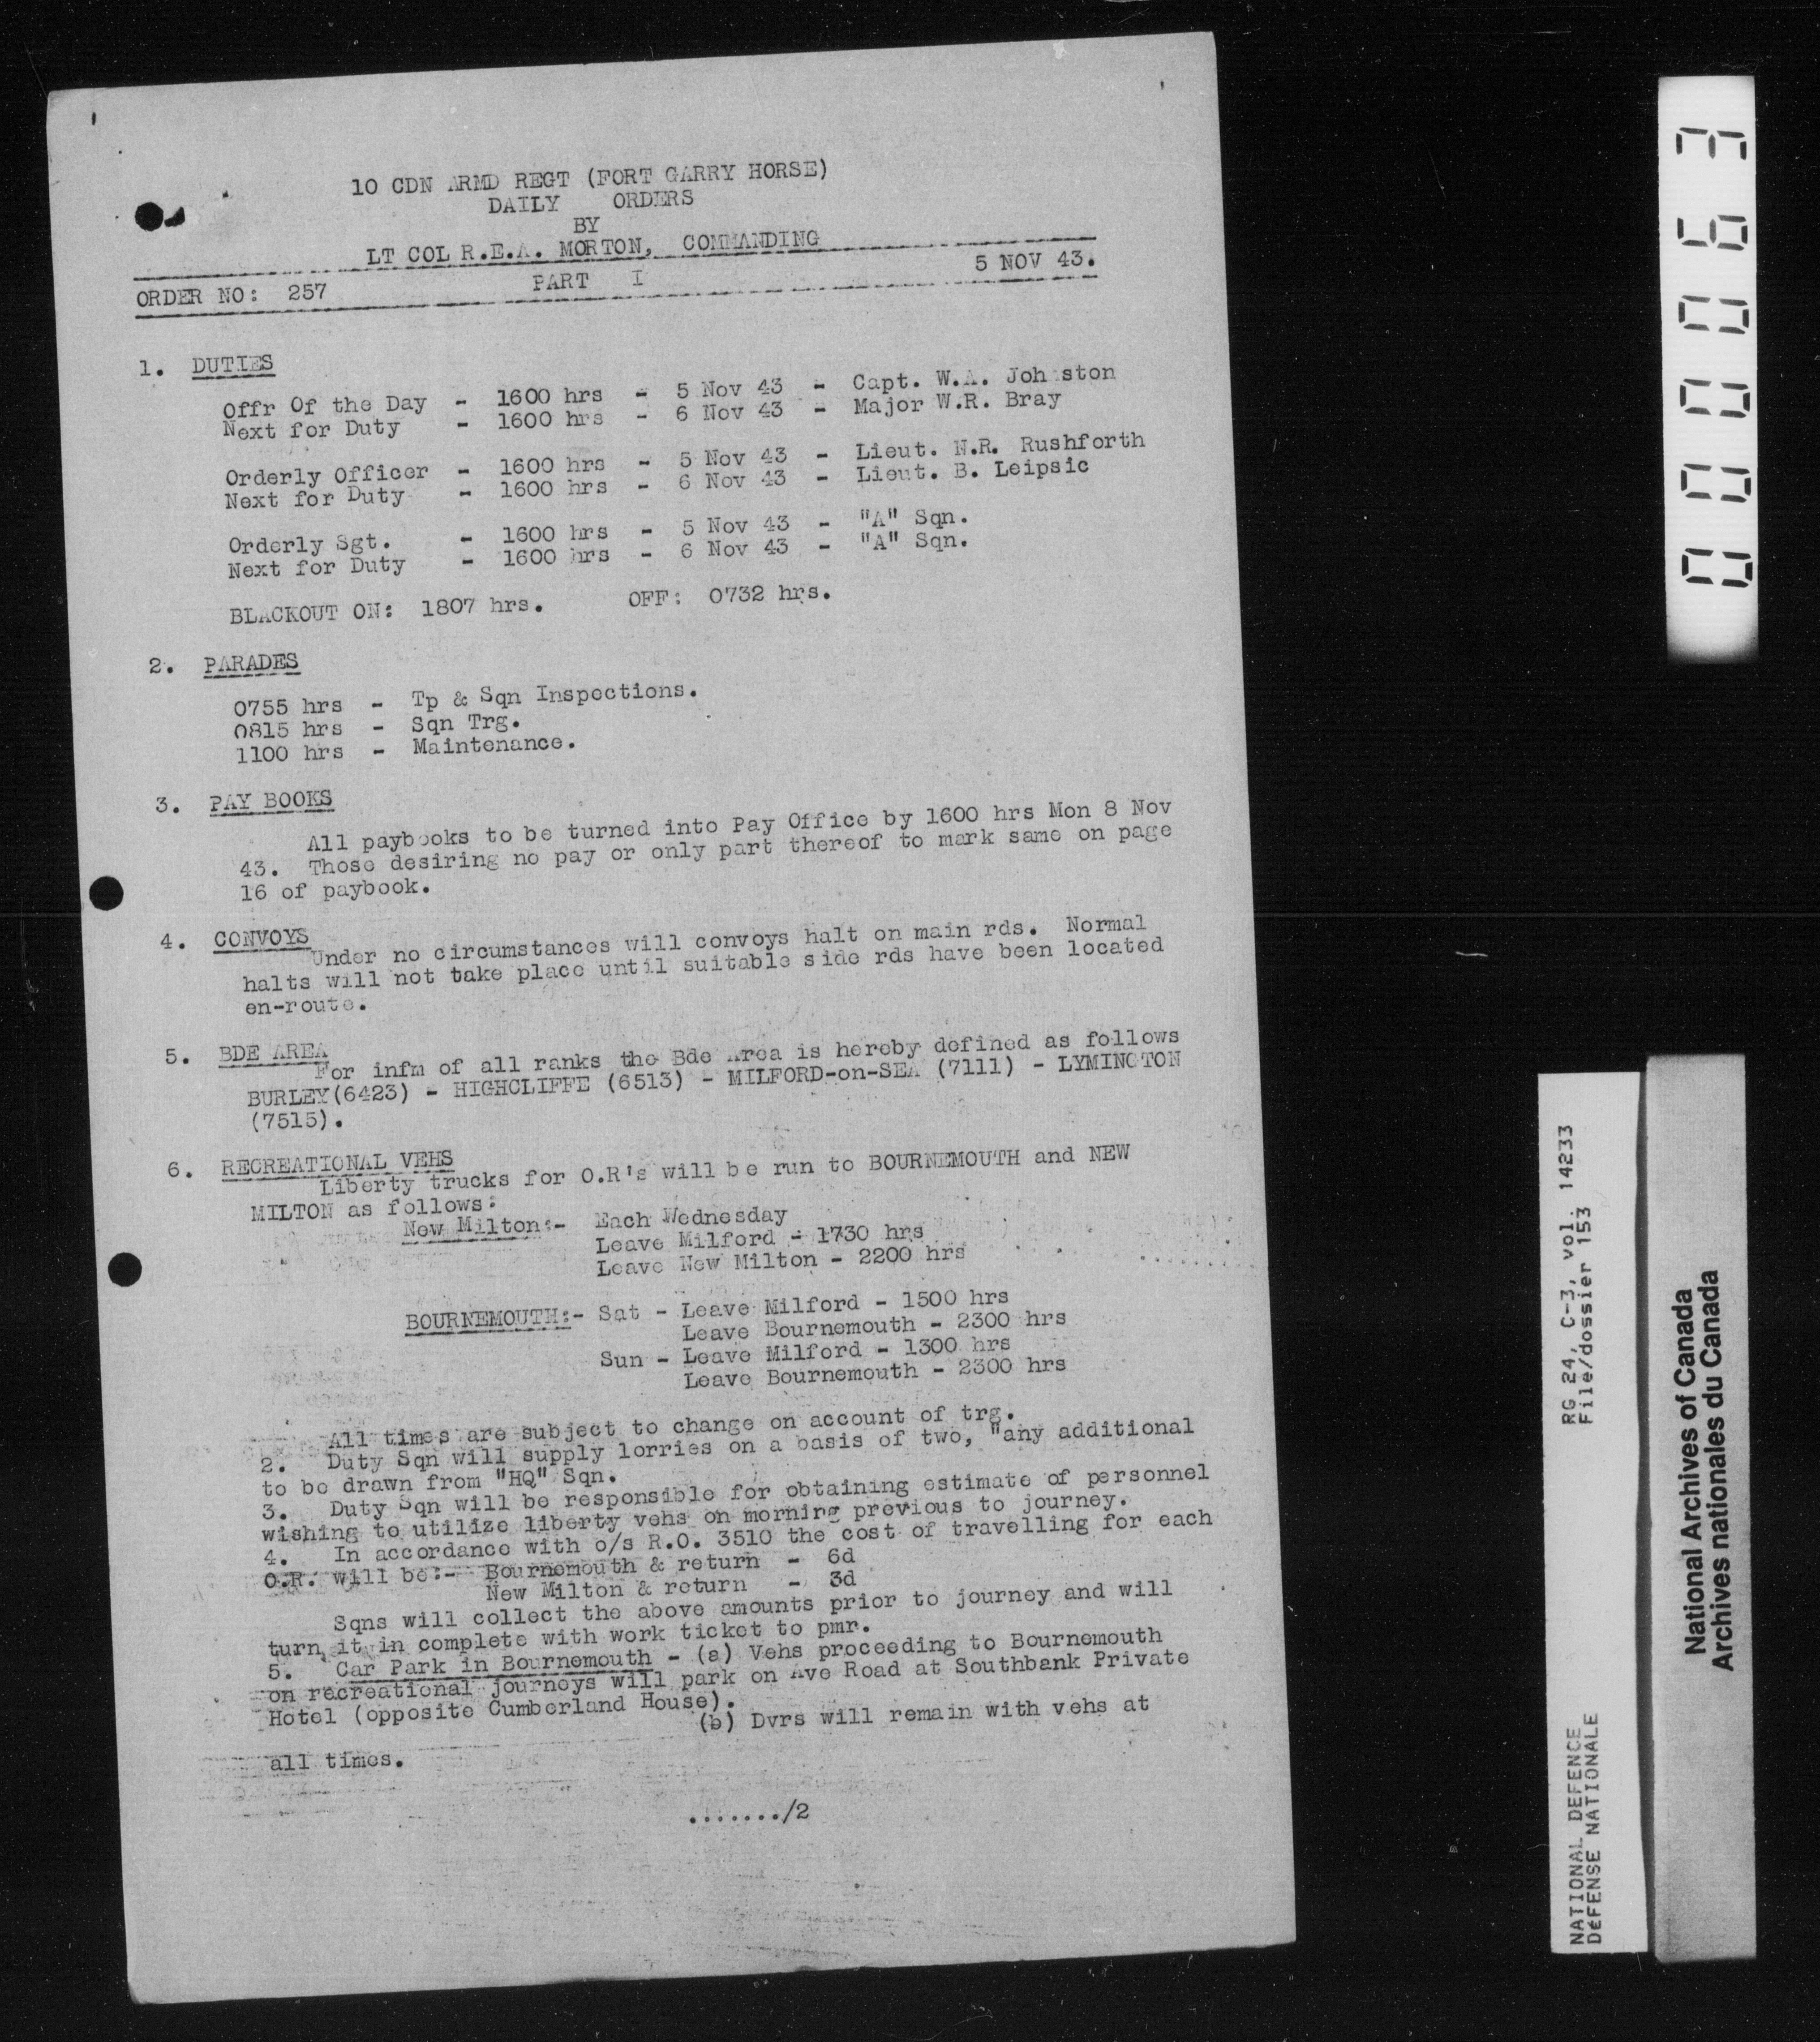 10 CDN ARMD REGT (FORT GARRY HORSE)
DAILY ORDERS
BY
LT COL R.E.A. MORTON, COMMANDING
ORDER NO: 257 PART I 5 NOV 43.
1. DUTIES
Offr Of the Day - 1600 hrs - 5 Nov 43 - Capt. W.A. Johnston
Next for Duty - 1600 hrs - 6 Nov 43 - Major W.R. Bray
Orderly Officer - 1600 hrs - 5 Nov 43 - Lieut. N.R. Rushforth
Next for Duty - 1600 hrs - 6 Nov 43 - Lieut. B. Leipsic
Orderly Sgt. - 1600 hrs - 5 Nov 43 - "A" Sqn.
Next for Duty - 1600 hrs - 6 Nov 43 - "A" Sqn.
BLACKOUT ON: 1807 hrs. OFF: 0732 hrs.
2. PARADES
0755 hrs - Tp & Sqn Inspections.
0815 hrs - Sqn Trg.
1100 hrs - Maintenance.
3. PAY BOOKS
All paybooks to be turned into Pay Office by 1600 hrs Mon 8 Nov
43. Those desiring no pay or only part thereof to mark same on page
16 of paybook.
4. CONVOYS
Under no circumstances will convoys halt on main rds. Normal
halts will not take place until suitable side rds have been located
en-route.
5. BDE AREA
For infm of all ranks the Bde Area is hereby defined as follows
BURLEY(6423) - HIGHCLIFFE (6513) - MILFORD-on-SEA (7111) - LYMINGTON
(7515).
6. RECREATIONAL VEHS
Liberty trucks for O.R's will be run to BOURNEMOUTH and NEW
MILTON as follows:
New Milton:- Each Wednesday
Leave Milford - 1730 hrs
Leave New Milton - 2200 hrs
BOURNEMOUTH:- Sat - Leave Milford - 1500 hrs
Leave Bournemouth - 2300 hrs
Sun - Leave Milford - 1300 hrs
Leave Bournemouth - 2300 hrs
All times are subject to change on account of trg.
2. Duty Sqn will supply lorries on a basis of two, "any additional
to be drawn from "HQ" Sqn.
3. Duty Sqn will be responsible for obtaining estimate of personnel
wishing to utilize liberty vehs on morning previous to journey.
4. In accordance with o/s R.O. 3510 the cost of travelling for each
O.R. will be:- Bournemouth & return - 6d
New Milton & return - 3d
Sqns will collect the above amounts prior to journey and will
turn it in complete with work ticket to pmr.
5. Car Park in Bournemouth - (a) Vehs proceeding to Bournemouth
on recreational journeys will park on Ave Road at Southbank Private
Hotel (opposite Cumberland House).
(b) Dvrs will remain with vehs at
all times.
......./2
000063
RG 24, C-3, vol. 14233
File/dossier 153
NATIONAL DEFENCE
DéFENSE NATIONALE
National Archives of Canada
Archives nationales du Canada